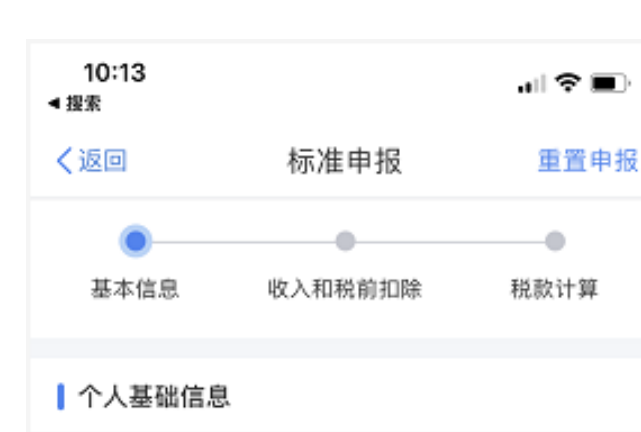 10:13
◀ 搜索
返回 标准申报 重置申报
基本信息 收入和税前扣除 税款计算
个人基础信息